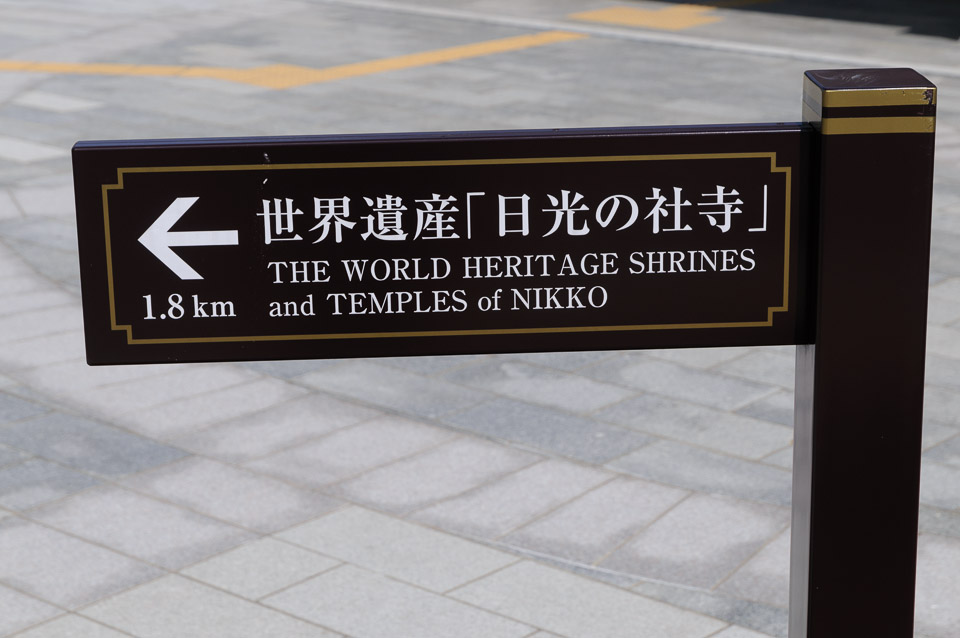 世界遺産「日光の社寺」
THE WORLD HERITAGE SHRINES
and TEMPLES of NIKKO
1.8 km